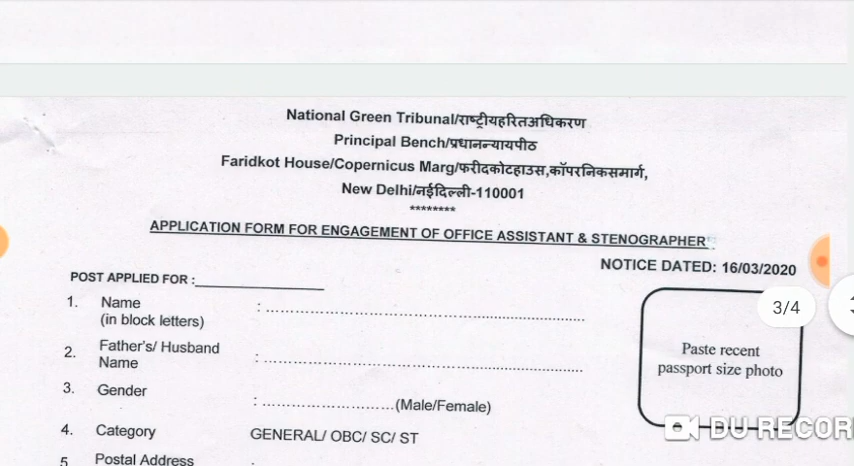 National Green Tribunal/राष्ट्रीयहरितअधिकरण
Principal Bench/प्रधानन्यायपीठ
Faridkot House/Copernicus Marg/फरीदकोटहाउस,कॉपरनिकसमार्ग,
New Delhi/नईदिल्ली-110001
********
APPLICATION FORM FOR ENGAGEMENT OF OFFICE ASSISTANT & STENOGRAPHER
NOTICE DATED: 16/03/2020
POST APPLIED FOR :____________________
1. Name : ................................................................
(in block letters)
3/4
Paste recent
passport size photo
2. Father's/ Husband : ................................................................
Name
3. Gender : ..........................(Male/Female)
4. Category GENERAL/ OBC/ SC/ ST
5. Postal Address
DU RECOR